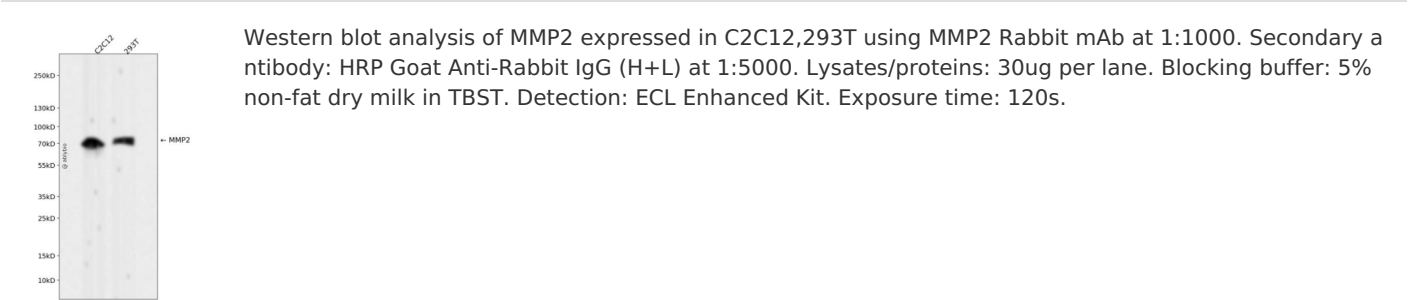 C2C12 293T
Western blot analysis of MMP2 expressed in C2C12,293T using MMP2 Rabbit mAb at 1:1000. Secondary a
ntibody: HRP Goat Anti-Rabbit IgG (H+L) at 1:5000. Lysates/proteins: 30ug per lane. Blocking buffer: 5%
non-fat dry milk in TBST. Detection: ECL Enhanced Kit. Exposure time: 120s.
250kD
130kD
100kD
70kD
← MMP2
55kD
35kD
25kD
15kD
10kD